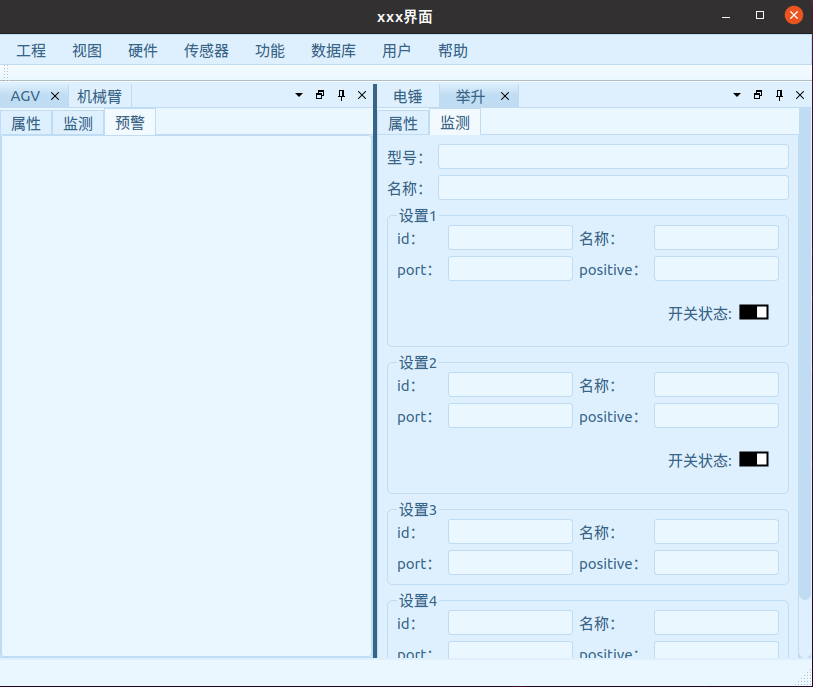 xxx界面
工程 视图 硬件 传感器 功能 数据库 用户 帮助
AGV 机械臂
属性 监测 预警
电锤 举升
属性 监测
型号：
名称：
设置1
id： 名称：
port： positive：
开关状态:
设置2
id： 名称：
port： positive：
开关状态:
设置3
id： 名称：
port： positive：
设置4
id： 名称：
port： positive：